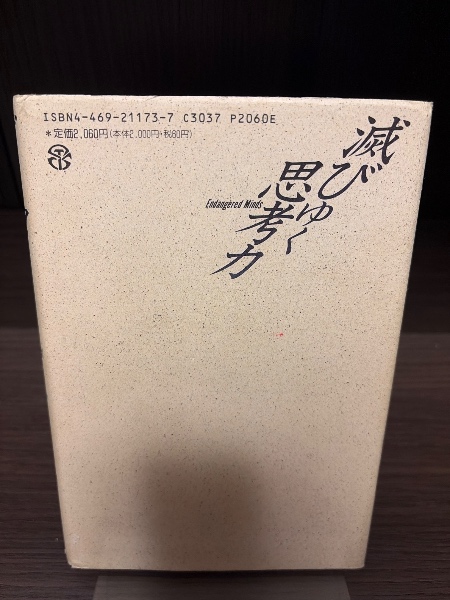 ISBN4-469-21173-7 C3037 P2060E
*定価2,060円(本体2,000円・税60円)
滅びゆく
思考力
Endangered Minds